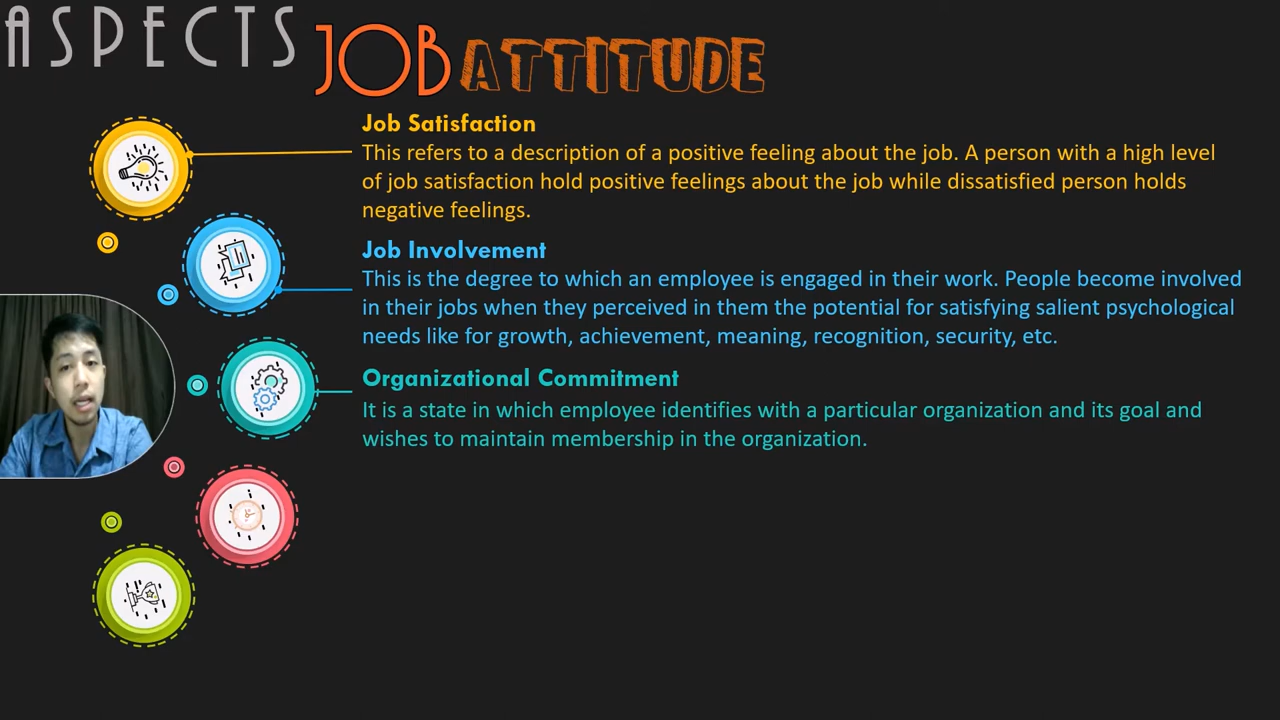 ASPECTS JOB ATTITUDE
Job Satisfaction
This refers to a description of a positive feeling about the job. A person with a high level
of job satisfaction hold positive feelings about the job while dissatisfied person holds
negative feelings.
Job Involvement
This is the degree to which an employee is engaged in their work. People become involved
in their jobs when they perceived in them the potential for satisfying salient psychological
needs like for growth, achievement, meaning, recognition, security, etc.
Organizational Commitment
It is a state in which employee identifies with a particular organization and its goal and
wishes to maintain membership in the organization.